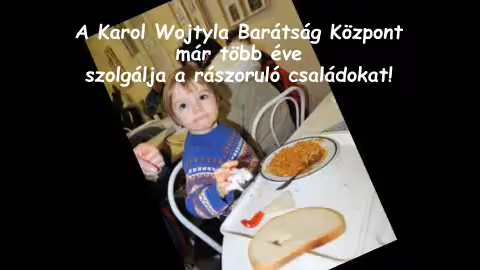 A Karol Wojtyla Barátság Központ
már több éve
szolgálja a rászoruló családokat!